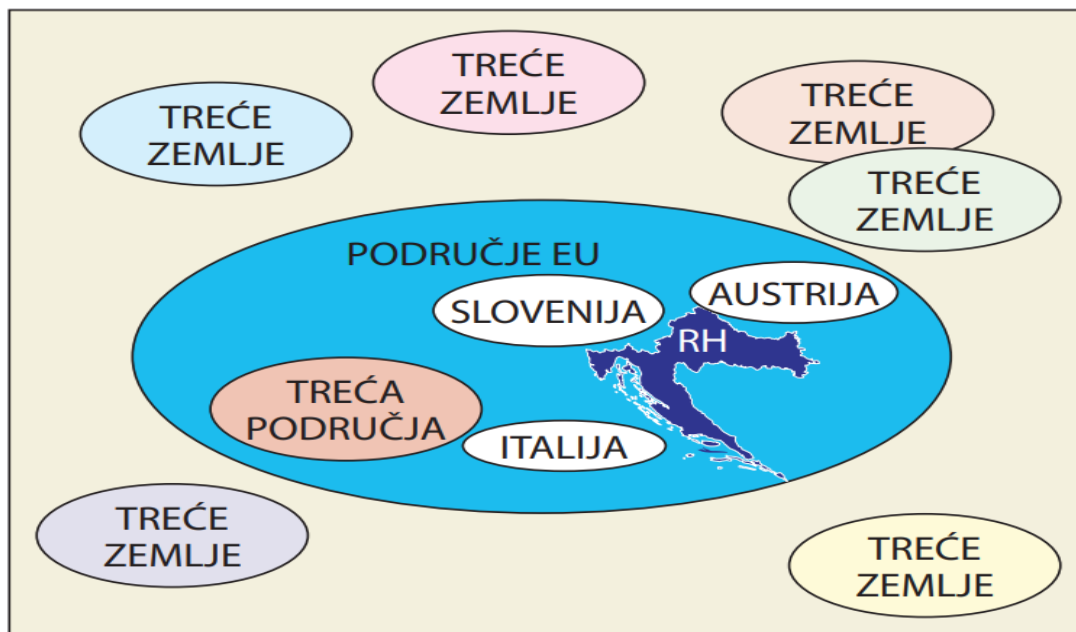 TREĆE
ZEMLJE
TREĆE
ZEMLJE
TREĆE
ZEMLJE
TREĆE
ZEMLJE
PODRUČJE EU
SLOVENIJA
AUSTRIJA
RH
TREĆA
PODRUČJA
ITALIJA
TREĆE
ZEMLJE
TREĆE
ZEMLJE